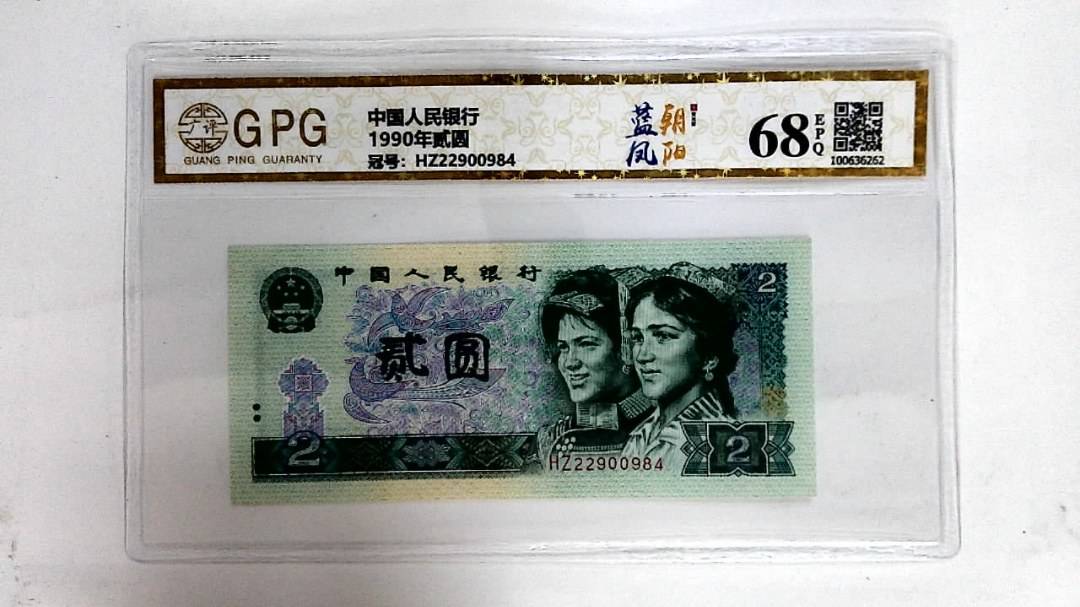 广评
GPG
GUANG PING GUARANTY
中国人民银行
1990年贰圆
冠号：HZ22900984
蓝凤
朝阳
68
EPQ
100636262
中国人民银行
贰圆
2
2
2
HZ22900984